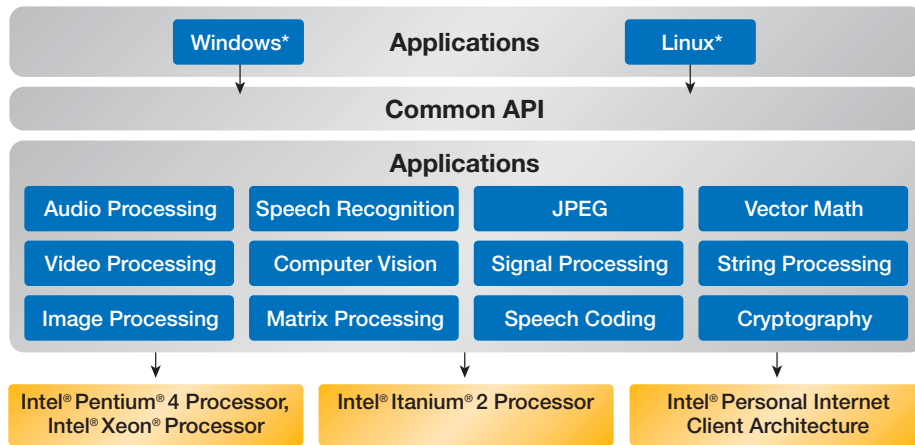 Windows*
Applications
Linux*
Common API
Applications
Audio Processing
Speech Recognition
JPEG
Vector Math
Video Processing
Computer Vision
Signal Processing
String Processing
Image Processing
Matrix Processing
Speech Coding
Cryptography
Intel® Pentium® 4 Processor,
Intel® Xeon® Processor
Intel® Itanium® 2 Processor
Intel® Personal Internet
Client Architecture